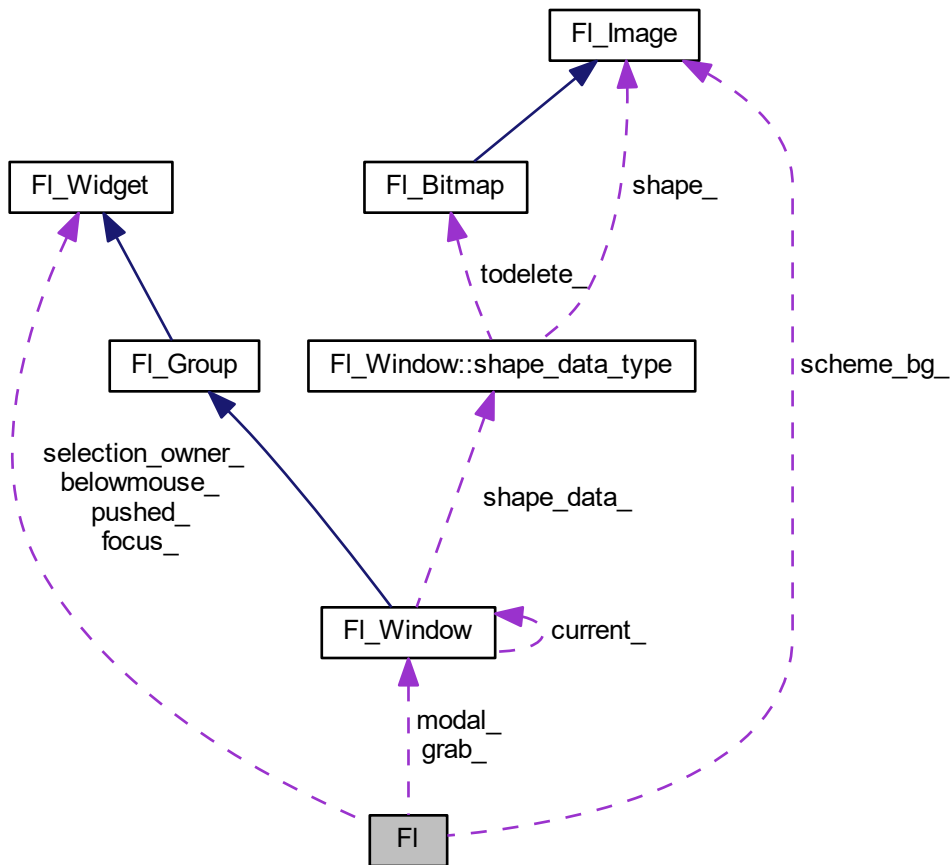 Fl_Image
Fl_Widget
Fl_Bitmap
shape_
todelete_
Fl_Group
Fl_Window::shape_data_type
scheme_bg_
selection_owner_
belowmouse_
pushed_
focus_
shape_data_
Fl_Window
current_
modal_
grab_
Fl